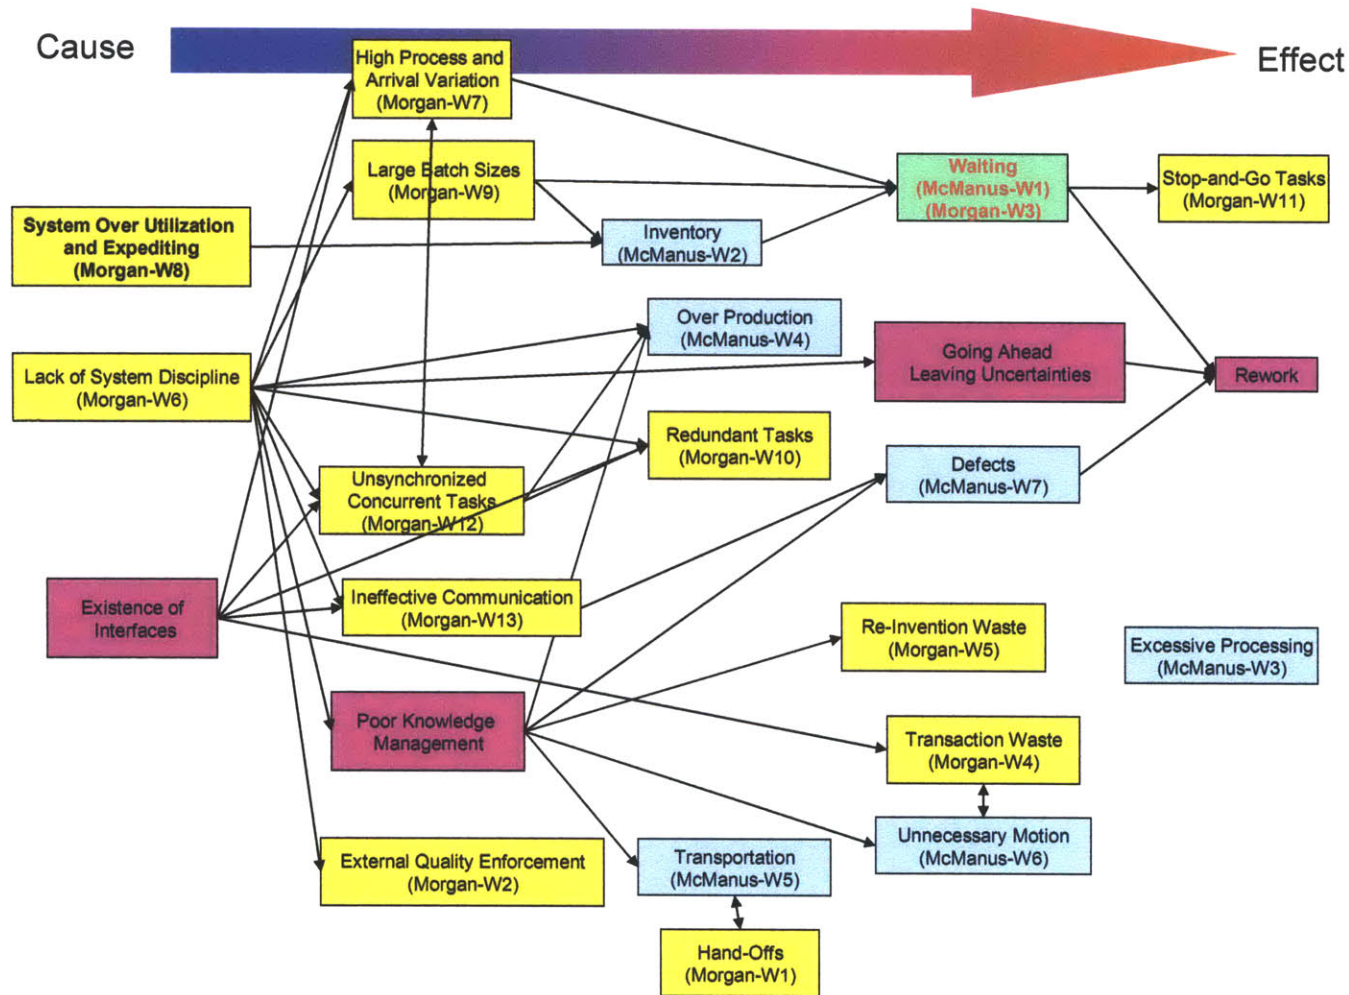 Cause
Effect
High Process and
Arrival Variation
(Morgan-W7)
Large Batch Sizes
(Morgan-W9)
Waiting
(McManus-W1)
(Morgan-W3)
Stop-and-Go Tasks
(Morgan-W11)
System Over Utilization
and Expediting
(Morgan-W8)
Inventory
(McManus-W2)
Over Production
(McManus-W4)
Going Ahead
Leaving Uncertainties
Rework
Lack of System Discipline
(Morgan-W6)
Redundant Tasks
(Morgan-W10)
Defects
(McManus-W7)
Unsynchronized
Concurrent Tasks
(Morgan-W12)
Existence of
Interfaces
Ineffective Communication
(Morgan-W13)
Re-Invention Waste
(Morgan-W5)
Excessive Processing
(McManus-W3)
Poor Knowledge
Management
Transaction Waste
(Morgan-W4)
Unnecessary Motion
(McManus-W6)
External Quality Enforcement
(Morgan-W2)
Transportation
(McManus-W5)
Hand-Offs
(Morgan-W1)